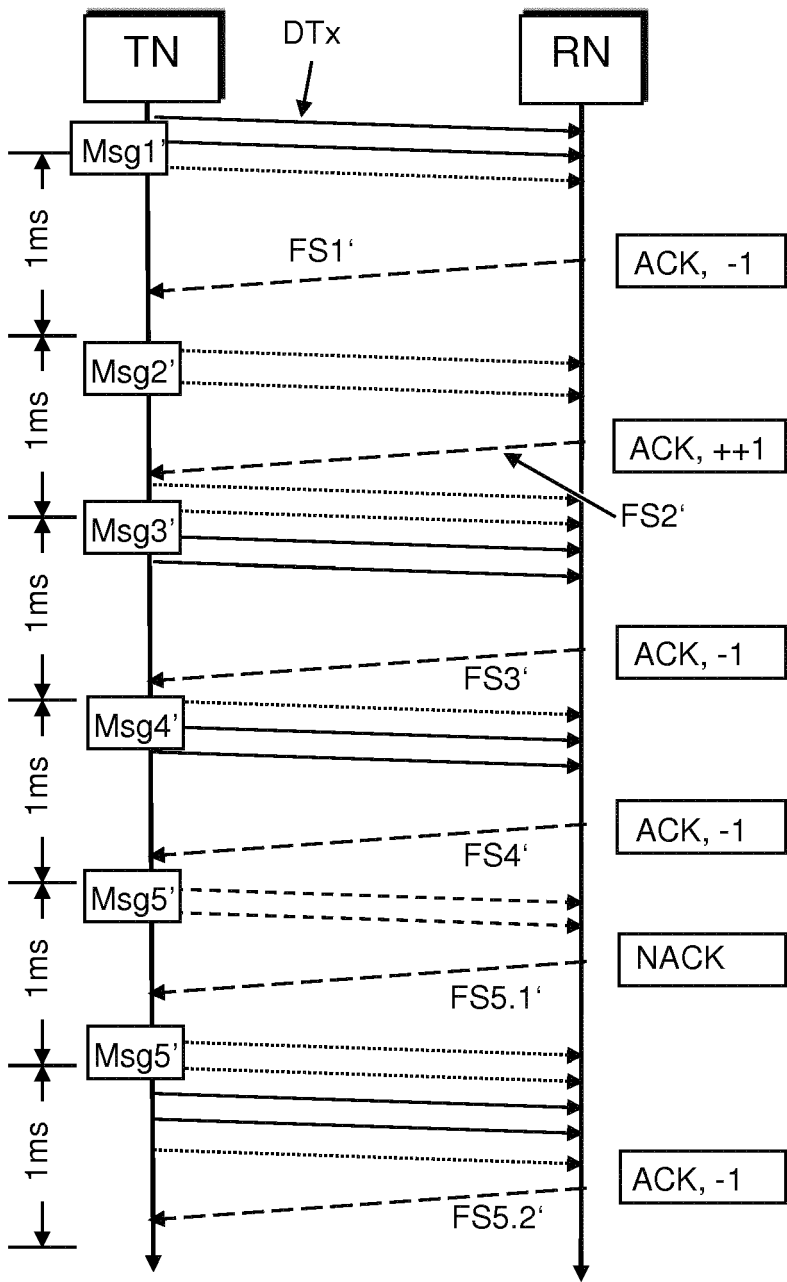 TN
DTx
RN
Msg1'
1ms
FS1'
ACK, -1
Msg2'
1ms
ACK, ++1
FS2'
Msg3'
1ms
ACK, -1
FS3'
Msg4'
1ms
ACK, -1
FS4'
Msg5'
1ms
NACK
FS5.1'
Msg5'
1ms
ACK, -1
FS5.2'